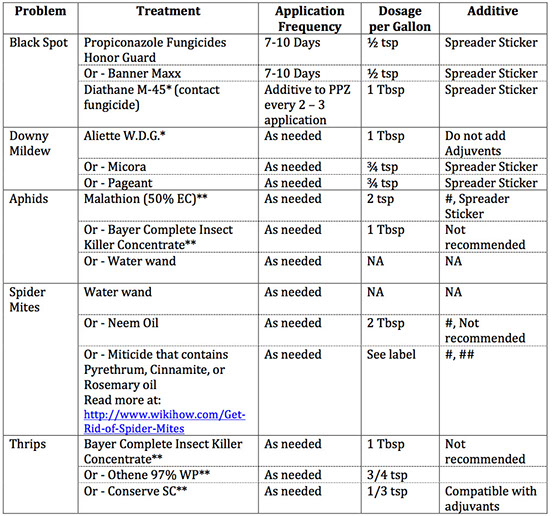 Problem Treatment Application Frequency Dosage per Gallon Additive
Black Spot Propiconazole Fungicides Honor Guard 7-10 Days ½ tsp Spreader Sticker
Or - Banner Maxx 7-10 Days ½ tsp Spreader Sticker
Diathane M-45* (contact fungicide) Additive to PPZ every 2 – 3 application 1 Tbsp Spreader Sticker
Downy Mildew Aliette W.D.G.* As needed 1 Tbsp Do not add Adjuvents
Or - Micora As needed ¾ tsp Spreader Sticker
Or - Pageant As needed ¾ tsp Spreader Sticker
Aphids Malathion (50% EC)** As needed 2 tsp #, Spreader Sticker
Or - Bayer Complete Insect Killer Concentrate** As needed 1 Tbsp Not recommended
Or - Water wand As needed NA NA
Spider Mites Water wand As needed NA NA
Or - Neem Oil As needed 2 Tbsp #, Not recommended
Or - Miticide that contains Pyrethrum, Cinnamite, or Rosemary oil As needed See label #, ##
Read more at:
http://www.wikihow.com/Get-Rid-of-Spider-Mites
Thrips Bayer Complete Insect Killer Concentrate** As needed 1 Tbsp Not recommended
Or - Othene 97% WP** As needed 3/4 tsp
Or - Conserve SC** As needed 1/3 tsp Compatible with adjuvants